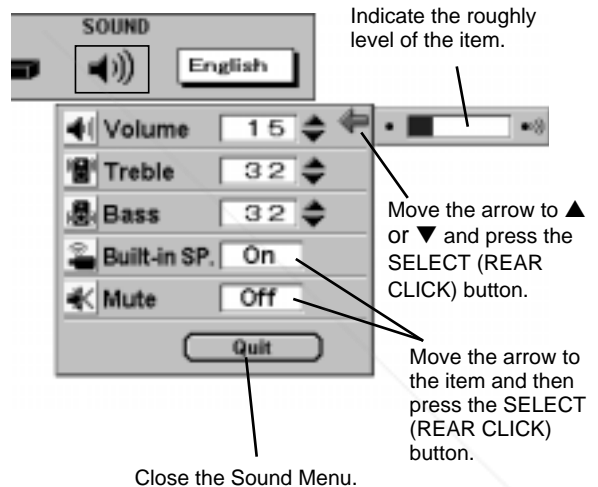 SOUND
English
Indicate the roughly
level of the item.
Volume 15
Treble 32
Bass 32
Built-in SP. On
Mute Off
Quit
Move the arrow to ▲
or ▼ and press the
SELECT (REAR
CLICK) button.
Move the arrow to
the item and then
press the SELECT
(REAR CLICK)
button.
Close the Sound Menu.